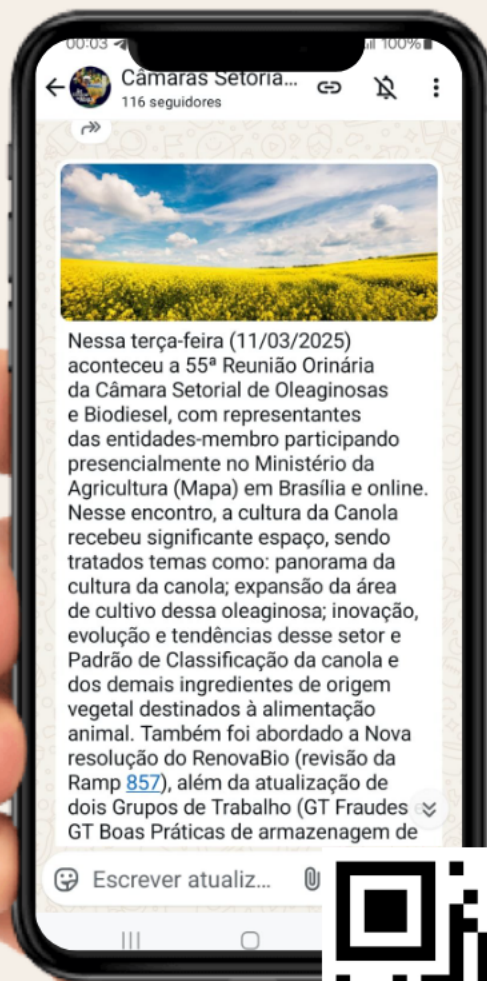 00:03
100%
Câmaras Setoria...
116 seguidores
Nessa terça-feira (11/03/2025)
aconteceu a 55ª Reunião Orinária
da Câmara Setorial de Oleaginosas
e Biodiesel, com representantes
das entidades-membro participando
presencialmente no Ministério da
Agricultura (Mapa) em Brasília e online.
Nesse encontro, a cultura da Canola
recebeu significante espaço, sendo
tratados temas como: panorama da
cultura da canola; expansão da área
de cultivo dessa oleaginosa; inovação,
evolução e tendências desse setor e
Padrão de Classificação da canola e
dos demais ingredientes de origem
vegetal destinados à alimentação
animal. Também foi abordado a Nova
resolução do RenovaBio (revisão da
Ramp 857), além da atualização de
dois Grupos de Trabalho (GT Fraudes e
GT Boas Práticas de armazenagem de
Escrever atualiz...